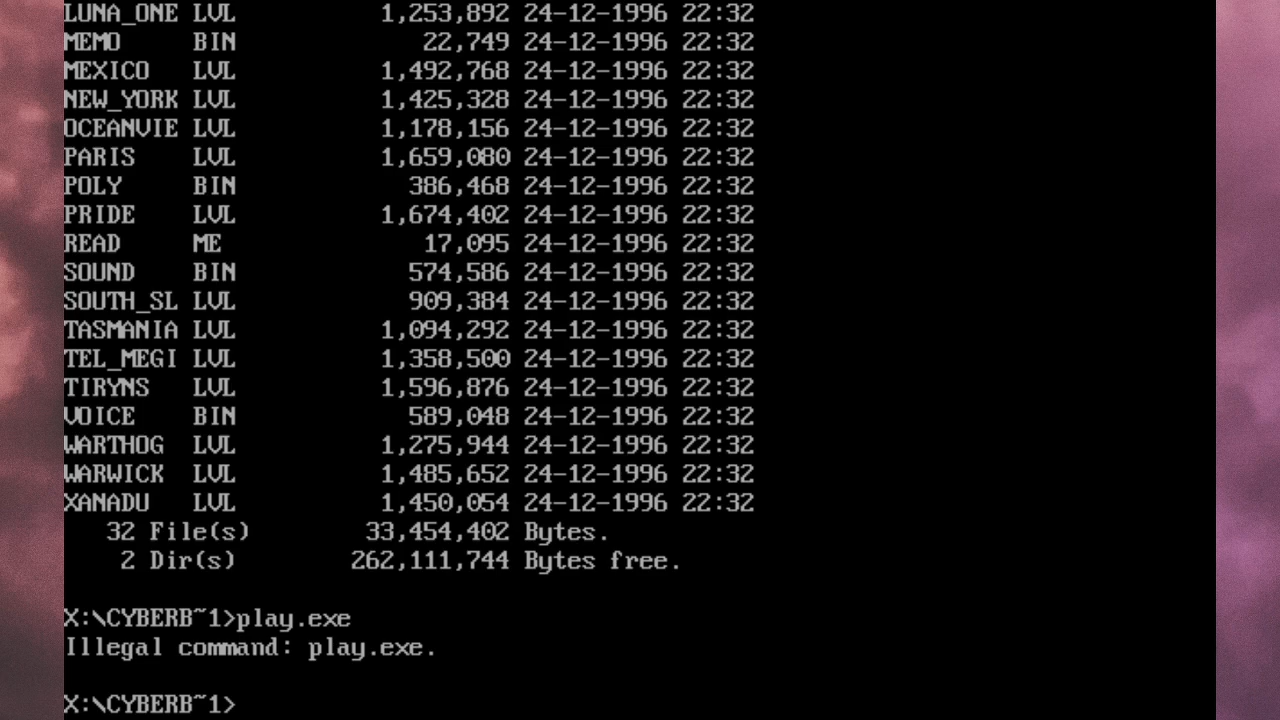 LUNA_ONE LVL 1,253,892 24-12-1996 22:32
MEMO BIN 22,749 24-12-1996 22:32
MEXICO LVL 1,492,768 24-12-1996 22:32
NEW_YORK LVL 1,425,328 24-12-1996 22:32
OCEANVIE LVL 1,178,156 24-12-1996 22:32
PARIS LVL 1,659,080 24-12-1996 22:32
POLY BIN 386,468 24-12-1996 22:32
PRIDE LVL 1,674,402 24-12-1996 22:32
READ ME 17,095 24-12-1996 22:32
SOUND BIN 574,586 24-12-1996 22:32
SOUTH_SL LVL 909,384 24-12-1996 22:32
TASMANIA LVL 1,094,292 24-12-1996 22:32
TEL_MEGI LVL 1,358,500 24-12-1996 22:32
TIRYNS LVL 1,596,876 24-12-1996 22:32
VOICE BIN 589,048 24-12-1996 22:32
WARTHOG LVL 1,275,944 24-12-1996 22:32
WARWICK LVL 1,485,652 24-12-1996 22:32
XANADU LVL 1,450,054 24-12-1996 22:32
32 File(s) 33,454,402 Bytes.
2 Dir(s) 262,111,744 Bytes free.
X:\CYBERB~1>play.exe
Illegal command: play.exe.
X:\CYBERB~1>